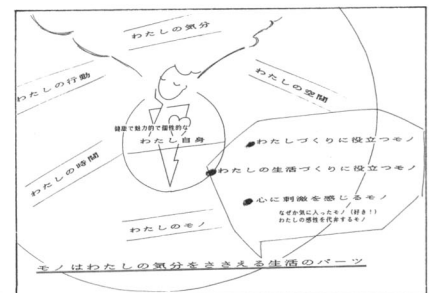 わたしの気分
わたしの行動
わたしの空間
健康で魅力的で個性的な
わたし自身
●わたしづくりに役立つモノ
●わたしの生活づくりに役立つモノ
わたしの時間
●心に刺激を感じるモノ
なぜか気に入ったモノ（好き！）
わたしの感性を代弁するモノ
わたしのモノ
モノはわたしの気分をささえる生活のパーツ